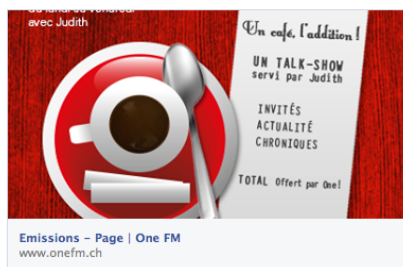 du lundi au vendredi
avec Judith
Un café, l'addition !
UN TALK-SHOW
servi par Judith
INVITÉS
ACTUALITÉ
CHRONIQUES
TOTAL Offert par One!
Emissions – Page | One FM
www.onefm.ch